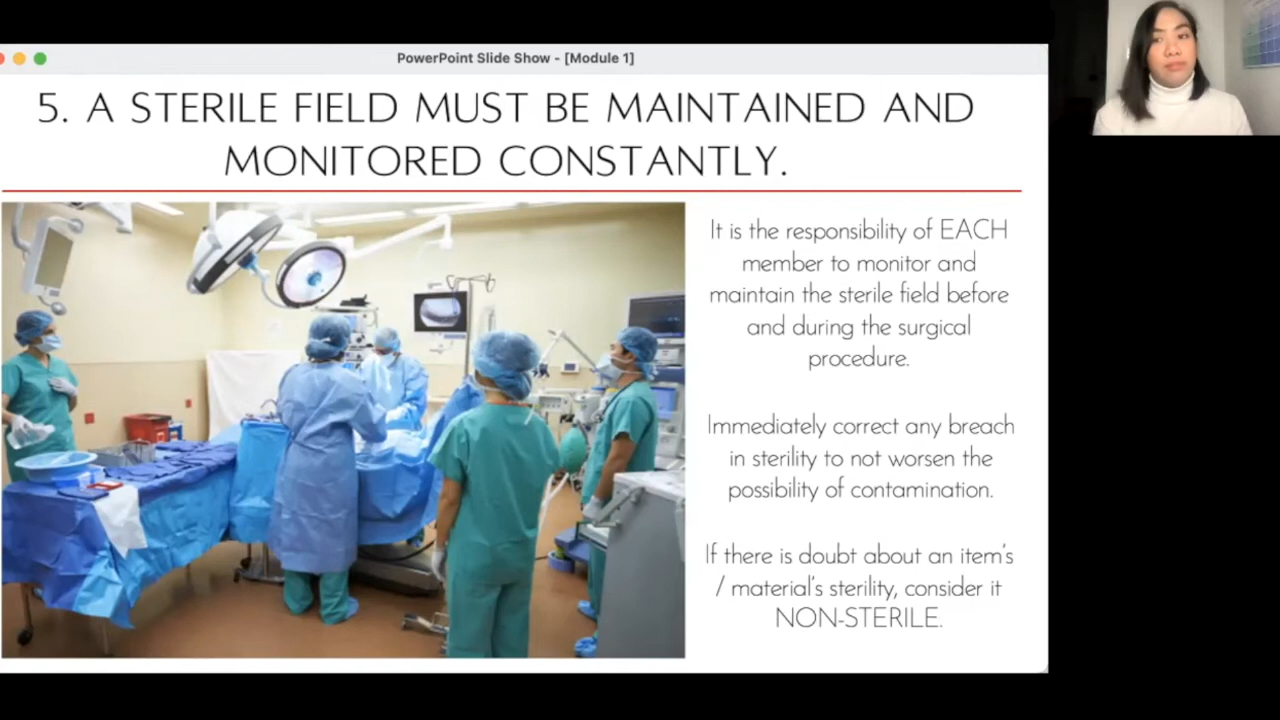 PowerPoint Slide Show - [Module 1]
5. A STERILE FIELD MUST BE MAINTAINED AND
MONITORED CONSTANTLY.
It is the responsibility of EACH
member to monitor and
maintain the sterile field before
and during the surgical
procedure.
Immediately correct any breach
in sterility to not worsen the
possibility of contamination.
If there is doubt about an item's
/ material's sterility, consider it
NON-STERILE.